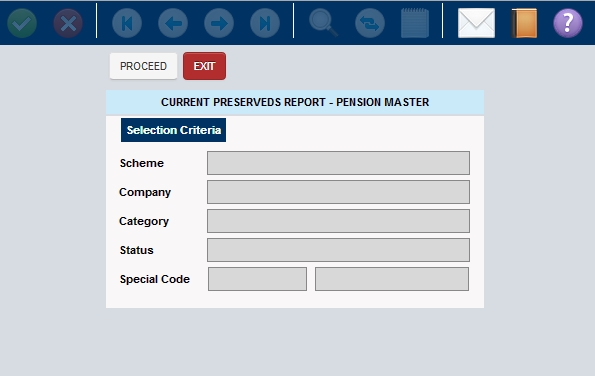 ?
PROCEED EXIT
CURRENT PRESERVEDS REPORT - PENSION MASTER
Selection Criteria
Scheme
Company
Category
Status
Special Code